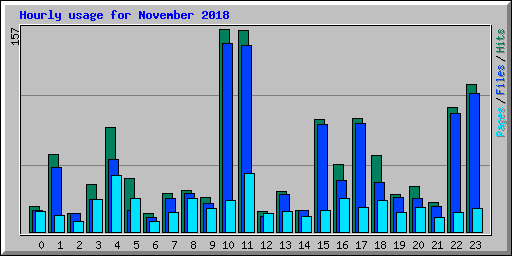 Hourly usage for November 2018
157
Pages / Files / Hits
0 1 2 3 4 5 6 7 8 9 10 11 12 13 14 15 16 17 18 19 20 21 22 23